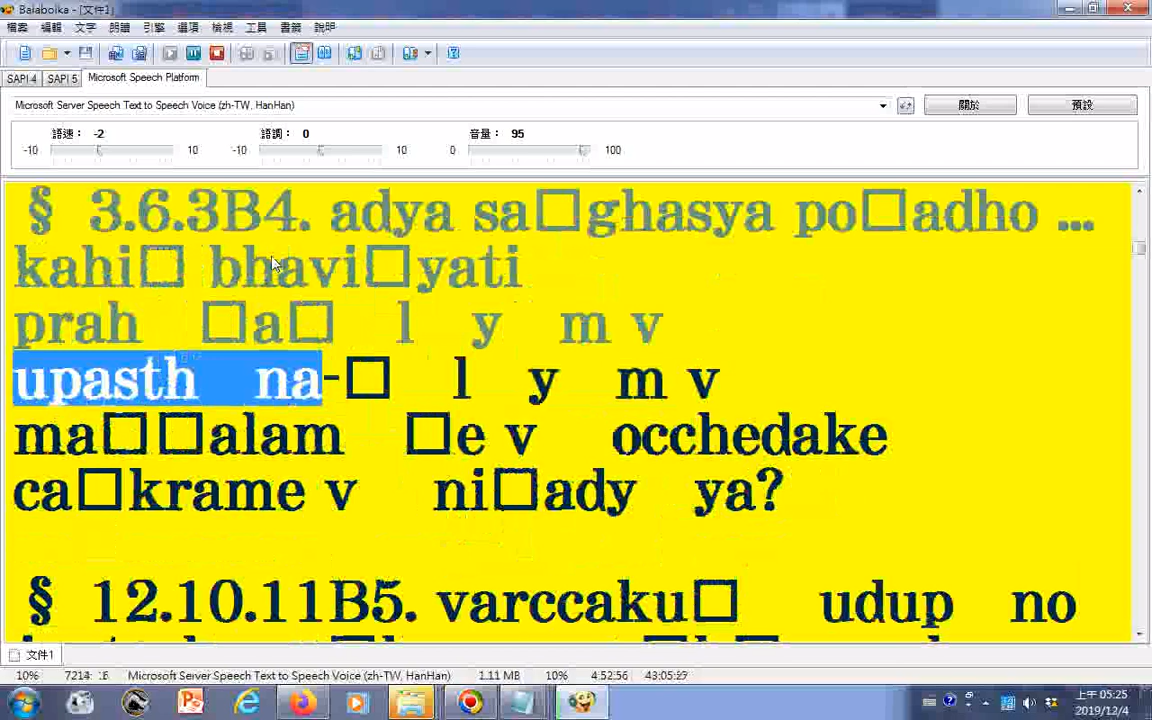 Balabolka - [文件1]
檔案 編輯 文字 朗讀 引擎 選項 檢視 工具 書籤 說明
SAPI 4 SAPI 5 Microsoft Speech Platform
Microsoft Server Speech Text to Speech Voice (zh-TW, HanHan) 關於 預設
語速： -2 語調： 0 音量： 95
-10 10 -10 10 0 100
§ 3.6.3B4. adya sa□ghasya po□adho ...
kahi□ bhavi□yati
prah □a□ l y m v
upasth na-□ l y m v
ma□□alam □e v occhedake
ca□krame v ni□ady ya?
§ 12.10.11B5. varccaku□ udup no
文件1
10% 7214: 16 Microsoft Server Speech Text to Speech Voice (zh-TW, HanHan) 1.11 MB 10% 4:52:56 43:05:27
上午 05:25
2019/12/4